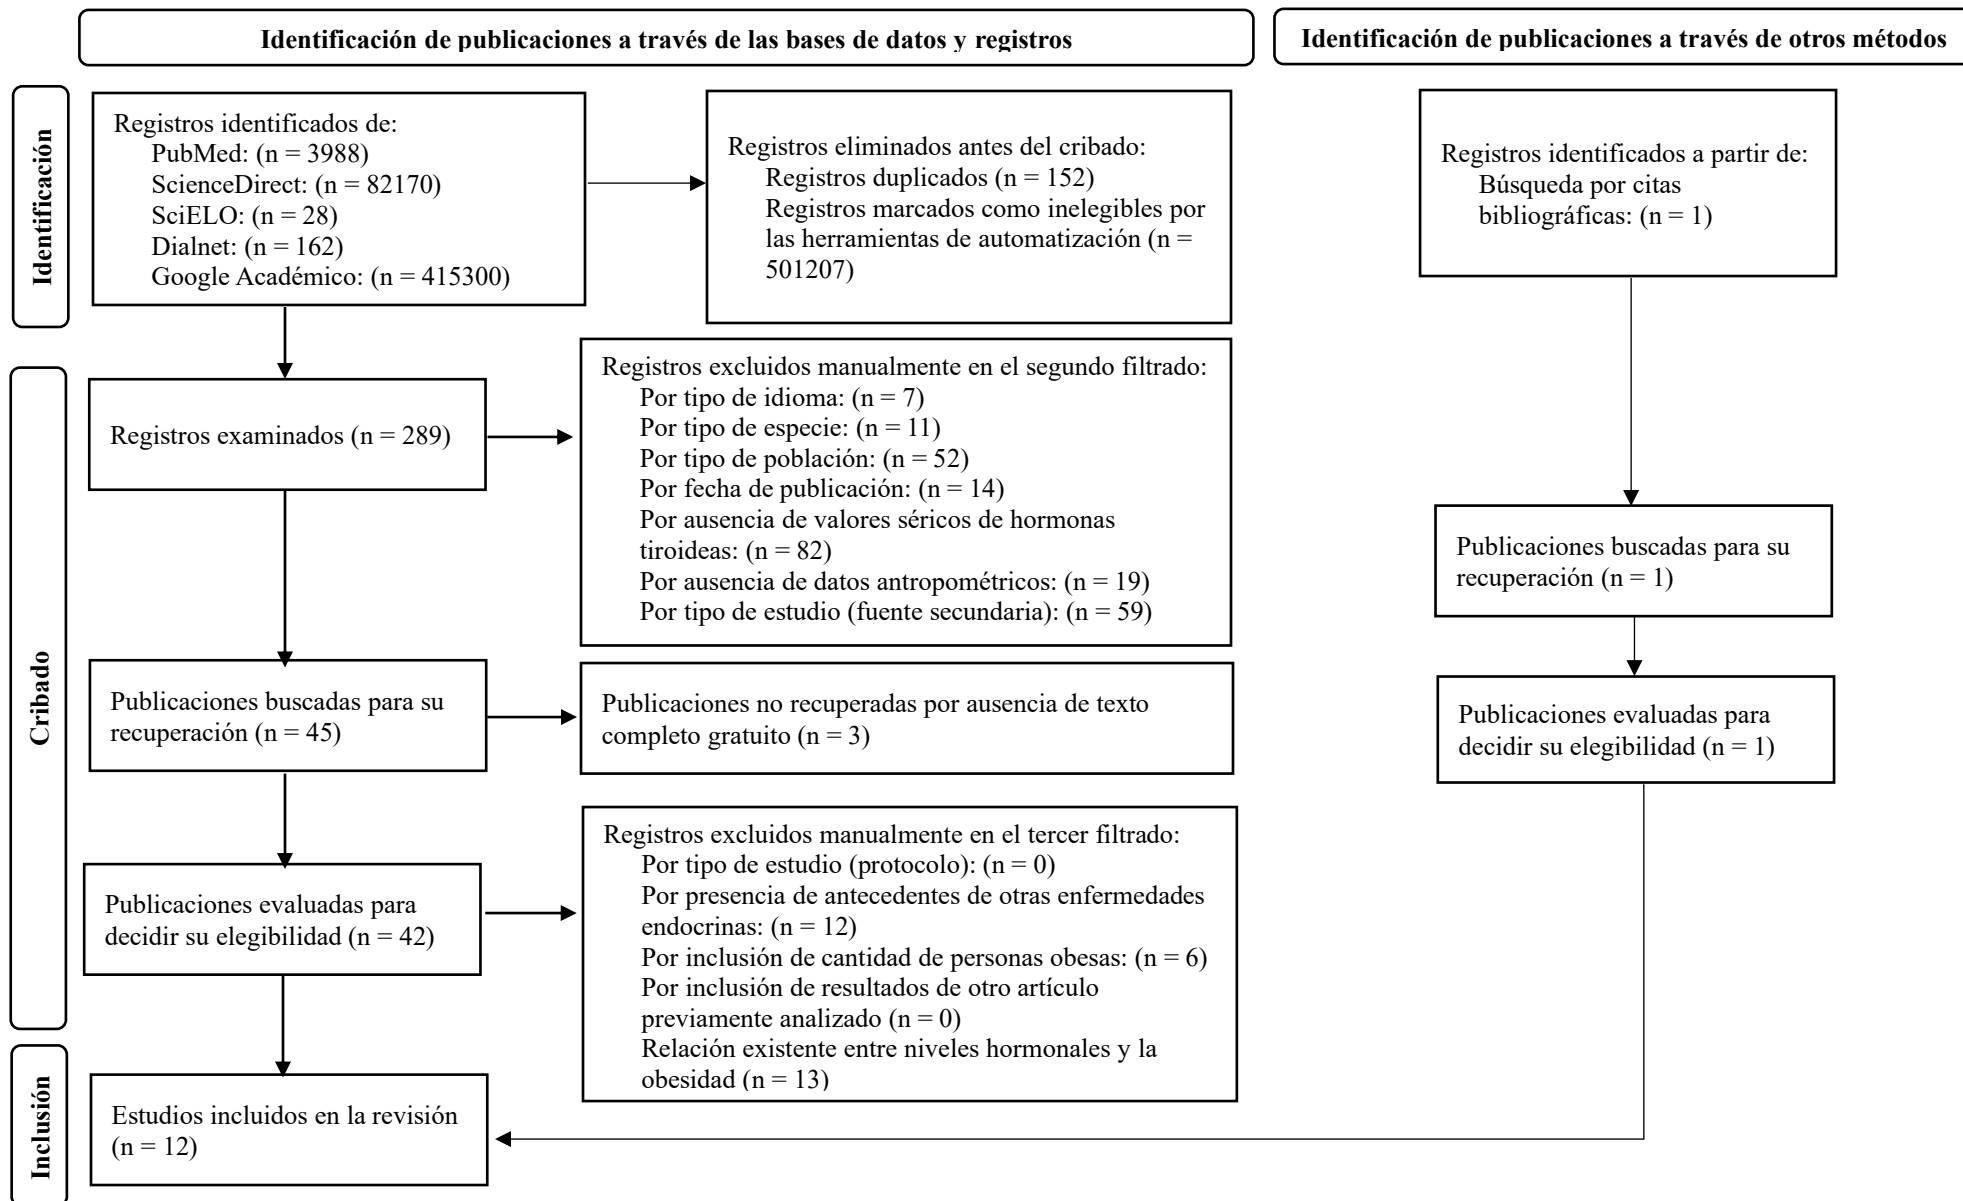 Identificación de publicaciones a través de las bases de datos y registros
Identificación de publicaciones a través de otros métodos
Identificación
Registros identificados de:
PubMed: (n = 3988)
ScienceDirect: (n = 82170)
SciELO: (n = 28)
Dialnet: (n = 162)
Google Académico: (n = 415300)
Registros eliminados antes del cribado:
Registros duplicados (n = 152)
Registros marcados como inelegibles por
las herramientas de automatización (n =
501207)
Registros identificados a partir de:
Búsqueda por citas
bibliográficas: (n = 1)
Cribado
Registros examinados (n = 289)
Registros excluidos manualmente en el segundo filtrado:
Por tipo de idioma: (n = 7)
Por tipo de especie: (n = 11)
Por tipo de población: (n = 52)
Por fecha de publicación: (n = 14)
Por ausencia de valores séricos de hormonas
tiroideas: (n = 82)
Por ausencia de datos antropométricos: (n = 19)
Por tipo de estudio (fuente secundaria): (n = 59)
Publicaciones buscadas para su
recuperación (n = 1)
Publicaciones buscadas para su
recuperación (n = 45)
Publicaciones no recuperadas por ausencia de texto
completo gratuito (n = 3)
Publicaciones evaluadas para
decidir su elegibilidad (n = 1)
Publicaciones evaluadas para
decidir su elegibilidad (n = 42)
Registros excluidos manualmente en el tercer filtrado:
Por tipo de estudio (protocolo): (n = 0)
Por presencia de antecedentes de otras enfermedades
endocrinas: (n = 12)
Por inclusión de cantidad de personas obesas: (n = 6)
Por inclusión de resultados de otro artículo
previamente analizado (n = 0)
Relación existente entre niveles hormonales y la
obesidad (n = 13)
Inclusión
Estudios incluidos en la revisión
(n = 12)